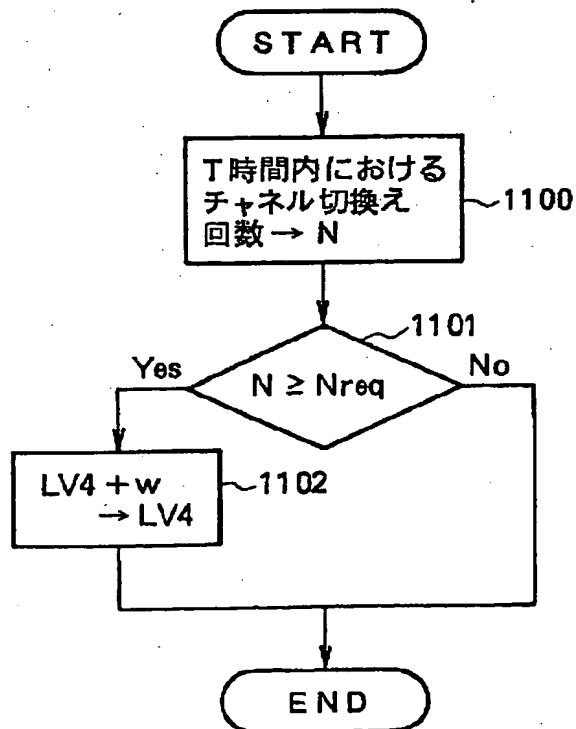 START
T時間内における
チャネル切換え
回数→ N
1100
1101
Yes
N ≥ Nreq
No
LV4 + w
→ LV4
1102
END